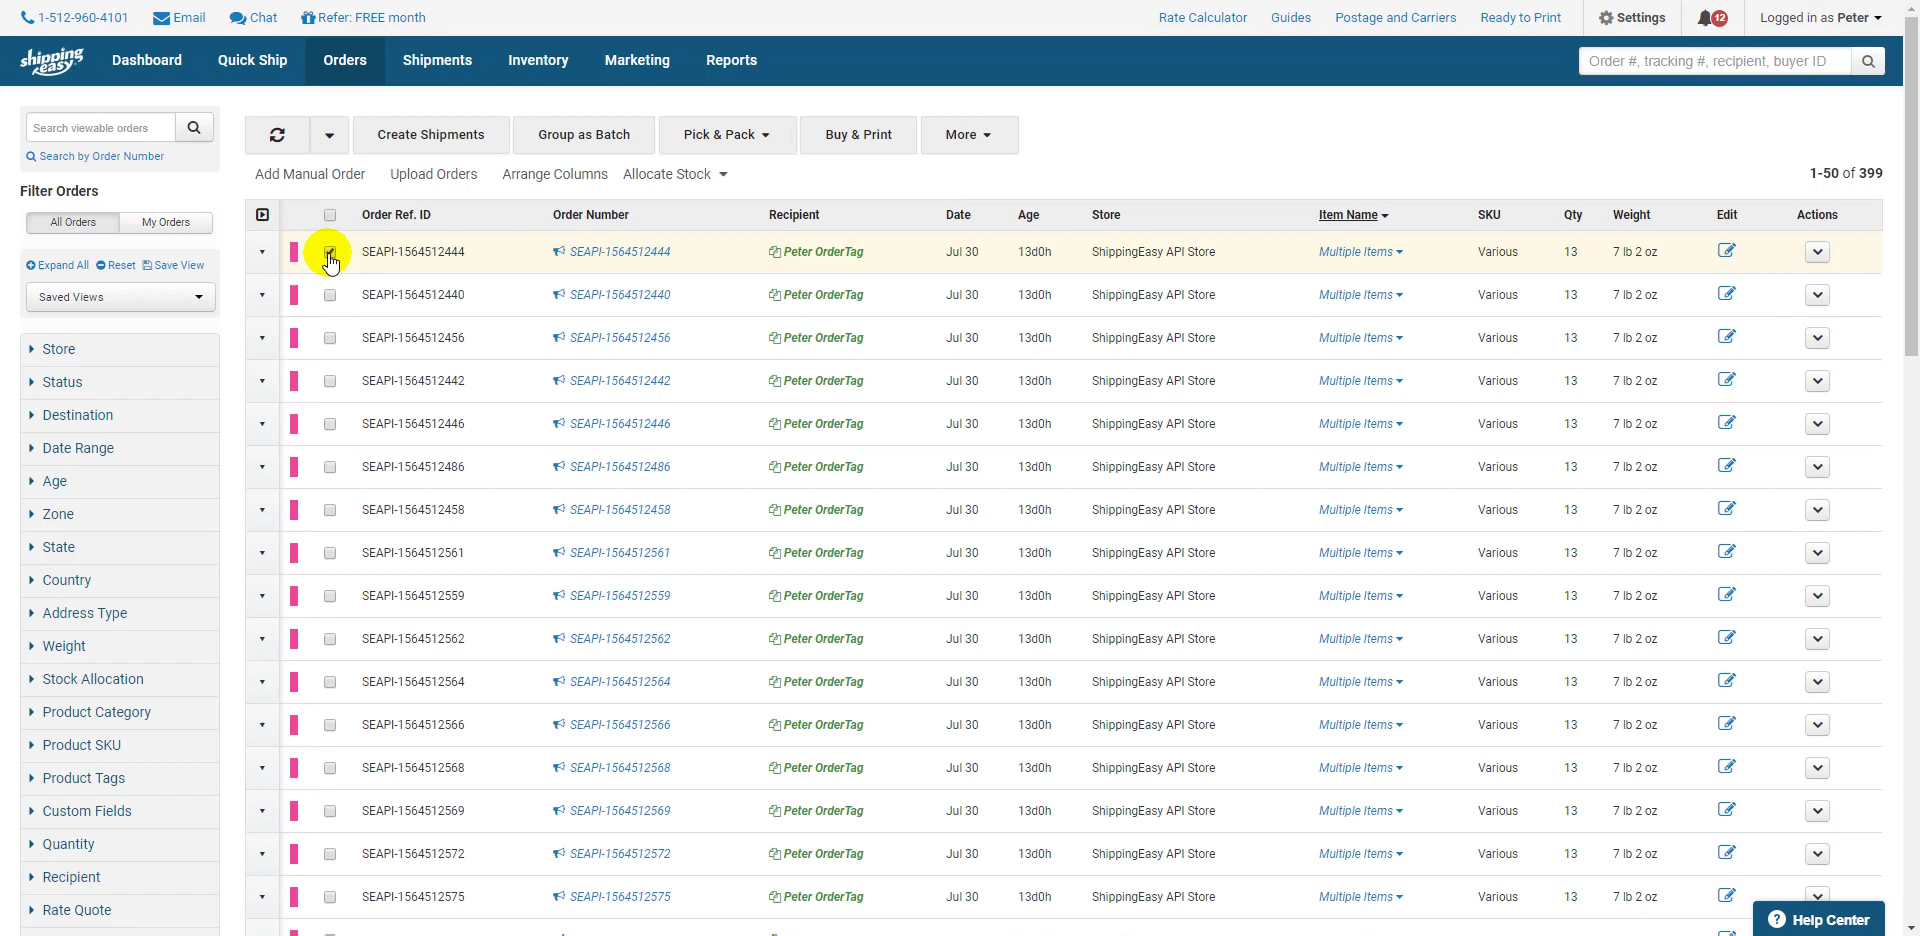 1-512-960-4101 Email Chat Refer: FREE month Rate Calculator Guides Postage and Carriers Ready to Print Settings 12 Logged in as Peter
shipping easy Dashboard Quick Ship Orders Shipments Inventory Marketing Reports Order #, tracking #, recipient, buyer ID
Search viewable orders
Search by Order Number
Filter Orders
All Orders My Orders
Expand All Reset Save View
Saved Views
Store
Status
Destination
Date Range
Age
Zone
State
Country
Address Type
Weight
Stock Allocation
Product Category
Product SKU
Product Tags
Custom Fields
Quantity
Recipient
Rate Quote
Create Shipments Group as Batch Pick & Pack Buy & Print More
Add Manual Order Upload Orders Arrange Columns Allocate Stock 1-50 of 399
Order Ref. ID Order Number Recipient Date Age Store Item Name SKU Qty Weight Edit Actions
SEAPI-1564512444 SEAPI-1564512444 Peter OrderTag Jul 30 13d0h ShippingEasy API Store Multiple Items Various 13 7 lb 2 oz
SEAPI-1564512440 SEAPI-1564512440 Peter OrderTag Jul 30 13d0h ShippingEasy API Store Multiple Items Various 13 7 lb 2 oz
SEAPI-1564512456 SEAPI-1564512456 Peter OrderTag Jul 30 13d0h ShippingEasy API Store Multiple Items Various 13 7 lb 2 oz
SEAPI-1564512442 SEAPI-1564512442 Peter OrderTag Jul 30 13d0h ShippingEasy API Store Multiple Items Various 13 7 lb 2 oz
SEAPI-1564512446 SEAPI-1564512446 Peter OrderTag Jul 30 13d0h ShippingEasy API Store Multiple Items Various 13 7 lb 2 oz
SEAPI-1564512486 SEAPI-1564512486 Peter OrderTag Jul 30 13d0h ShippingEasy API Store Multiple Items Various 13 7 lb 2 oz
SEAPI-1564512458 SEAPI-1564512458 Peter OrderTag Jul 30 13d0h ShippingEasy API Store Multiple Items Various 13 7 lb 2 oz
SEAPI-1564512561 SEAPI-1564512561 Peter OrderTag Jul 30 13d0h ShippingEasy API Store Multiple Items Various 13 7 lb 2 oz
SEAPI-1564512559 SEAPI-1564512559 Peter OrderTag Jul 30 13d0h ShippingEasy API Store Multiple Items Various 13 7 lb 2 oz
SEAPI-1564512562 SEAPI-1564512562 Peter OrderTag Jul 30 13d0h ShippingEasy API Store Multiple Items Various 13 7 lb 2 oz
SEAPI-1564512564 SEAPI-1564512564 Peter OrderTag Jul 30 13d0h ShippingEasy API Store Multiple Items Various 13 7 lb 2 oz
SEAPI-1564512566 SEAPI-1564512566 Peter OrderTag Jul 30 13d0h ShippingEasy API Store Multiple Items Various 13 7 lb 2 oz
SEAPI-1564512568 SEAPI-1564512568 Peter OrderTag Jul 30 13d0h ShippingEasy API Store Multiple Items Various 13 7 lb 2 oz
SEAPI-1564512569 SEAPI-1564512569 Peter OrderTag Jul 30 13d0h ShippingEasy API Store Multiple Items Various 13 7 lb 2 oz
SEAPI-1564512572 SEAPI-1564512572 Peter OrderTag Jul 30 13d0h ShippingEasy API Store Multiple Items Various 13 7 lb 2 oz
SEAPI-1564512575 SEAPI-1564512575 Peter OrderTag Jul 30 13d0h ShippingEasy API Store Multiple Items Various 13 7 lb 2 oz
? Help Center